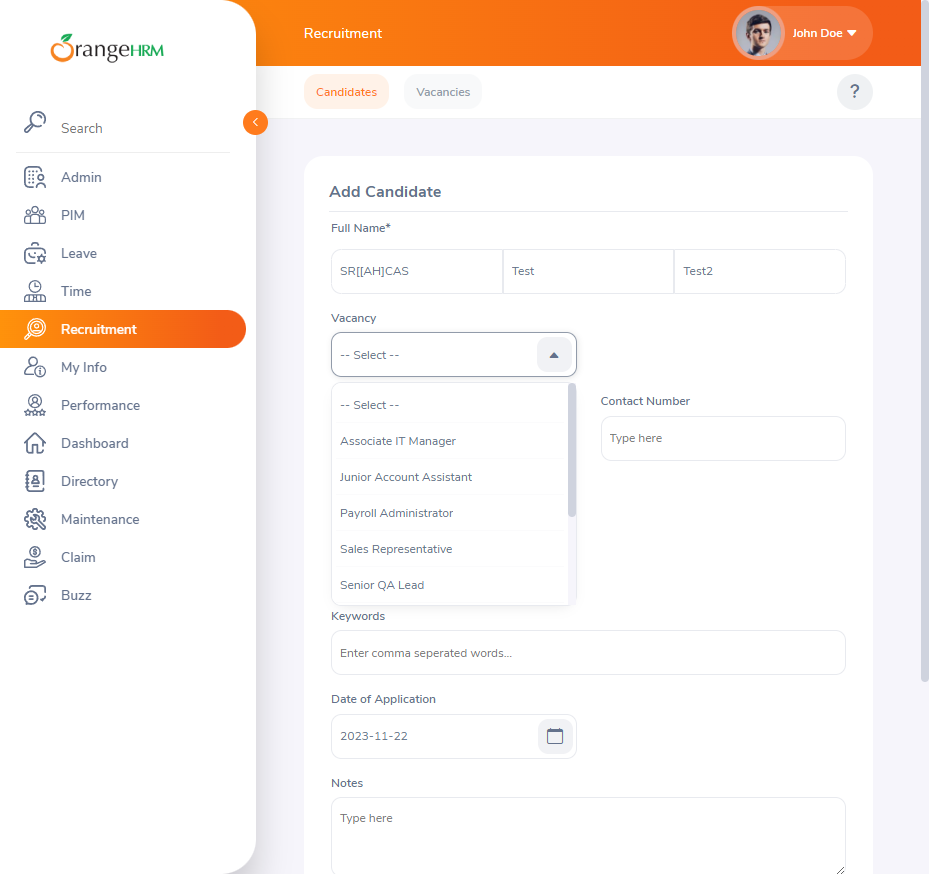 OrangeHRM
Recruitment
John Doe
Candidates
Vacancies
?
Search
Admin
PIM
Leave
Time
Recruitment
My Info
Performance
Dashboard
Directory
Maintenance
Claim
Buzz
Add Candidate
Full Name*
SR[[AH]CAS
Test
Test2
Vacancy
-- Select --
-- Select --
Associate IT Manager
Junior Account Assistant
Payroll Administrator
Sales Representative
Senior QA Lead
Contact Number
Type here
Keywords
Enter comma seperated words...
Date of Application
2023-11-22
Notes
Type here